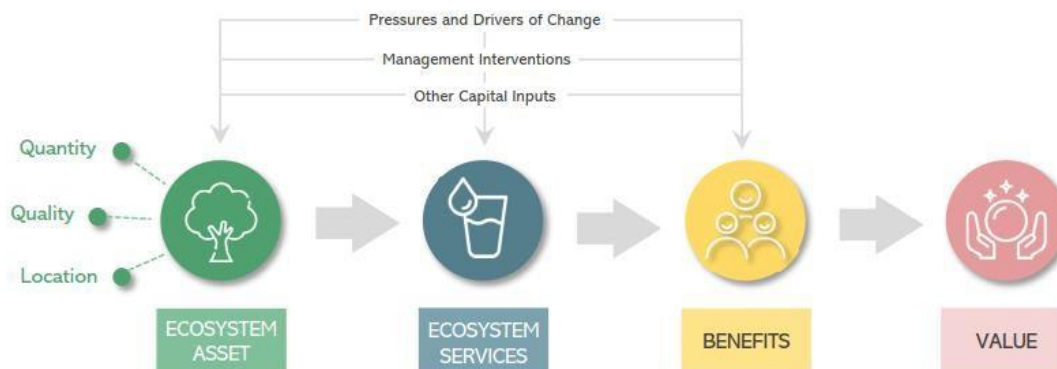 Pressures and Drivers of Change
Management Interventions
Other Capital Inputs
Quantity
Quality
Location
ECOSYSTEM
ASSET
ECOSYSTEM
SERVICES
BENEFITS
VALUE